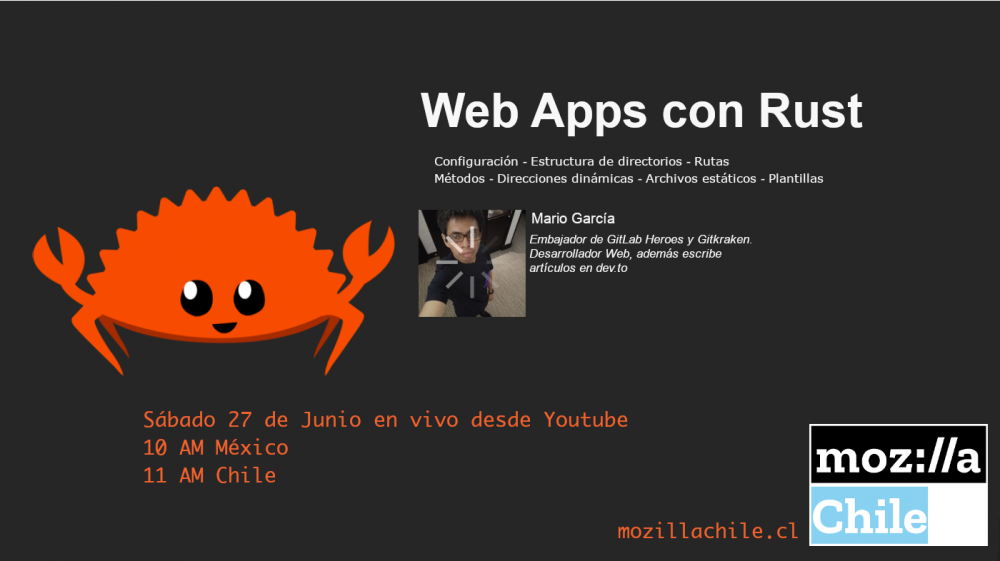 Web Apps con Rust
Configuración - Estructura de directorios - Rutas
Métodos - Direcciones dinámicas - Archivos estáticos - Plantillas
Mario García
Embajador de GitLab Heroes y Gitkraken.
Desarrollador Web, además escribe
artículos en dev.to
Sábado 27 de Junio en vivo desde Youtube
10 AM México
11 AM Chile
mozillachile.cl
moz://a
Chile